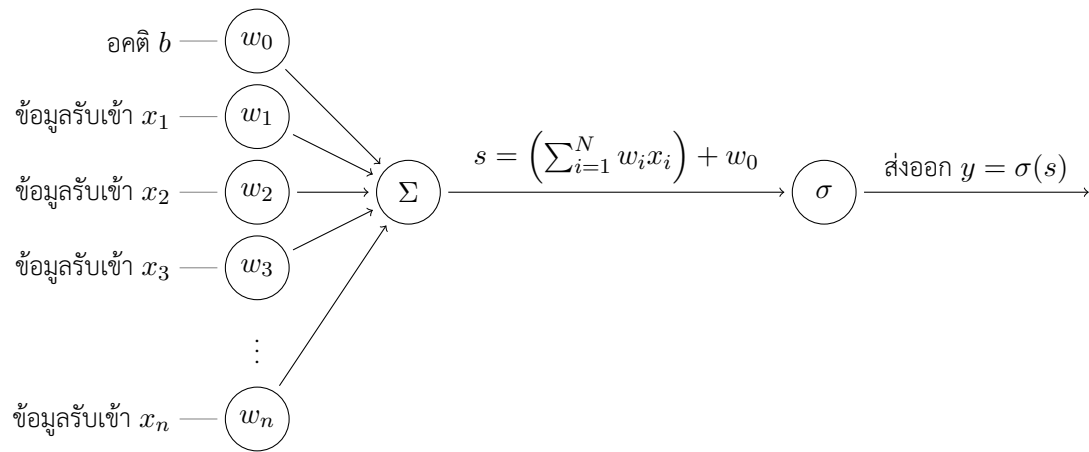 อคติ b
w_0
ข้อมูลรับเข้า x_1
w_1
ข้อมูลรับเข้า x_2
w_2
ข้อมูลรับเข้า x_3
w_3
⋮
ข้อมูลรับเข้า x_n
w_n
Σ
s = (∑_{i=1}^{N} w_i x_i) + w_0
σ
ส่งออก y = σ(s)